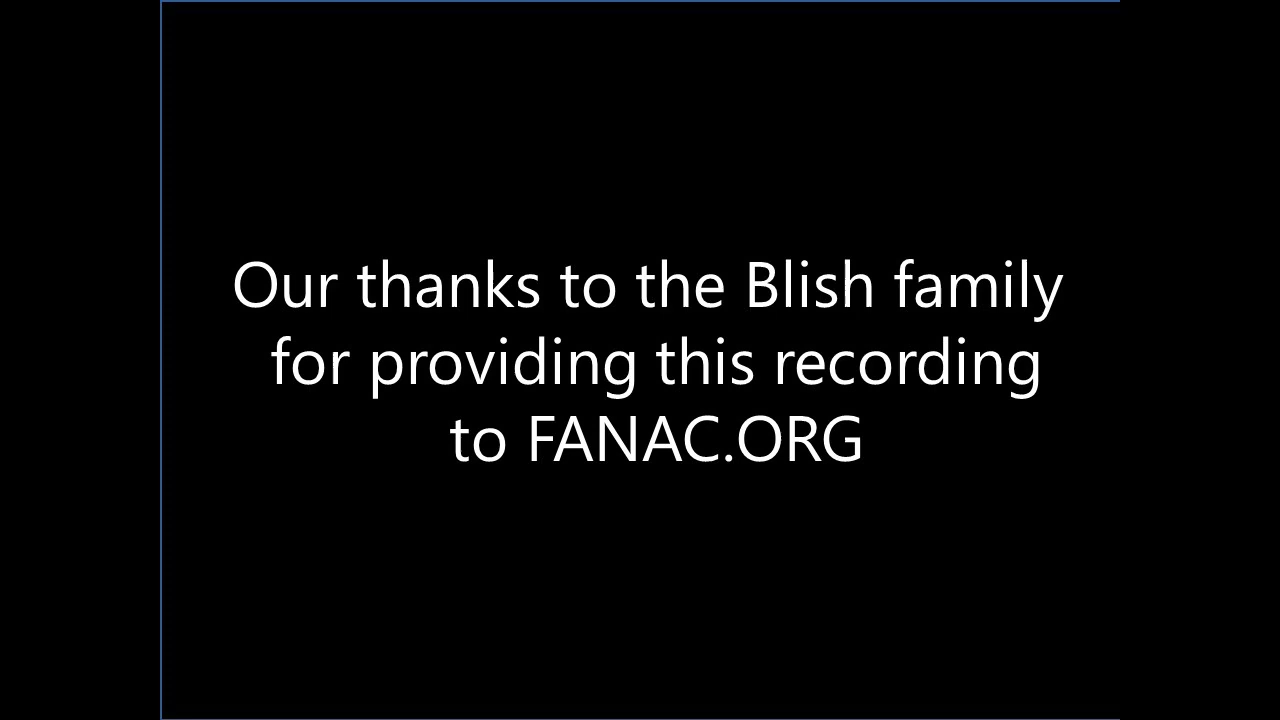 Our thanks to the Blish family
for providing this recording
to FANAC.ORG